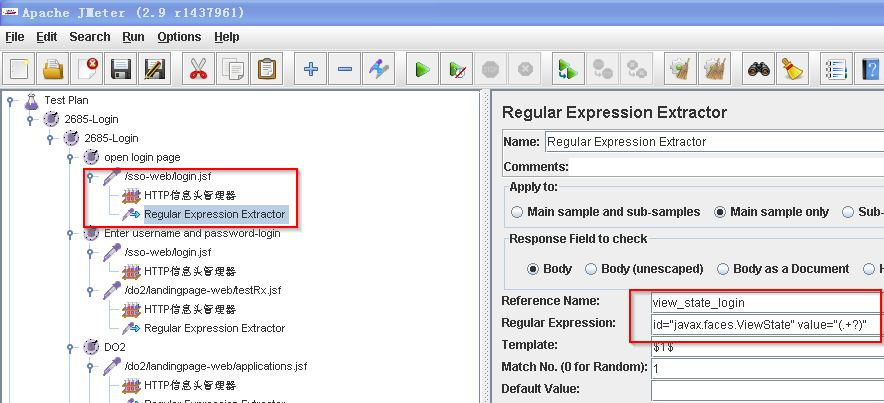 Apache JMeter (2.9 r1437961)
File Edit Search Run Options Help
STOP
Test Plan
2685-Login
2685-Login
open login page
/sso-web/login.jsf
HTTP信息头管理器
Regular Expression Extractor
Enter username and password-login
/sso-web/login.jsf
HTTP信息头管理器
/do2/landingpage-web/testRx.jsf
HTTP信息头管理器
Regular Expression Extractor
DO2
/do2/landingpage-web/applications.jsf
HTTP信息头管理器
Regular Expression Extractor
Regular Expression Extractor
Name: Regular Expression Extractor
Comments:
Apply to:
Main sample and sub-samples Main sample only Sub-
Response Field to check
Body Body (unescaped) Body as a Document H
Reference Name: view_state_login
Regular Expression: id="javax.faces.ViewState" value="(.+?)"
Template: $1$
Match No. (0 for Random): 1
Default Value: